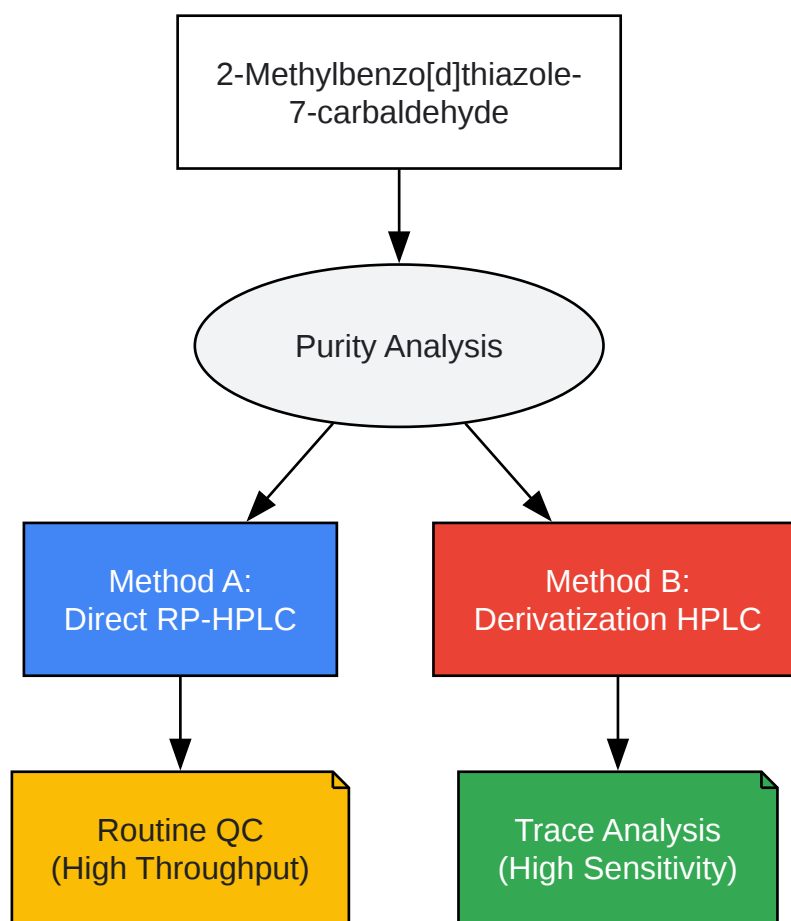 2-Methylbenzo[d]thiazole-
7-carbaldehyde
Purity Analysis
Method A:
Direct RP-HPLC
Method B:
Derivatization HPLC
Routine QC
(High Throughput)
Trace Analysis
(High Sensitivity)